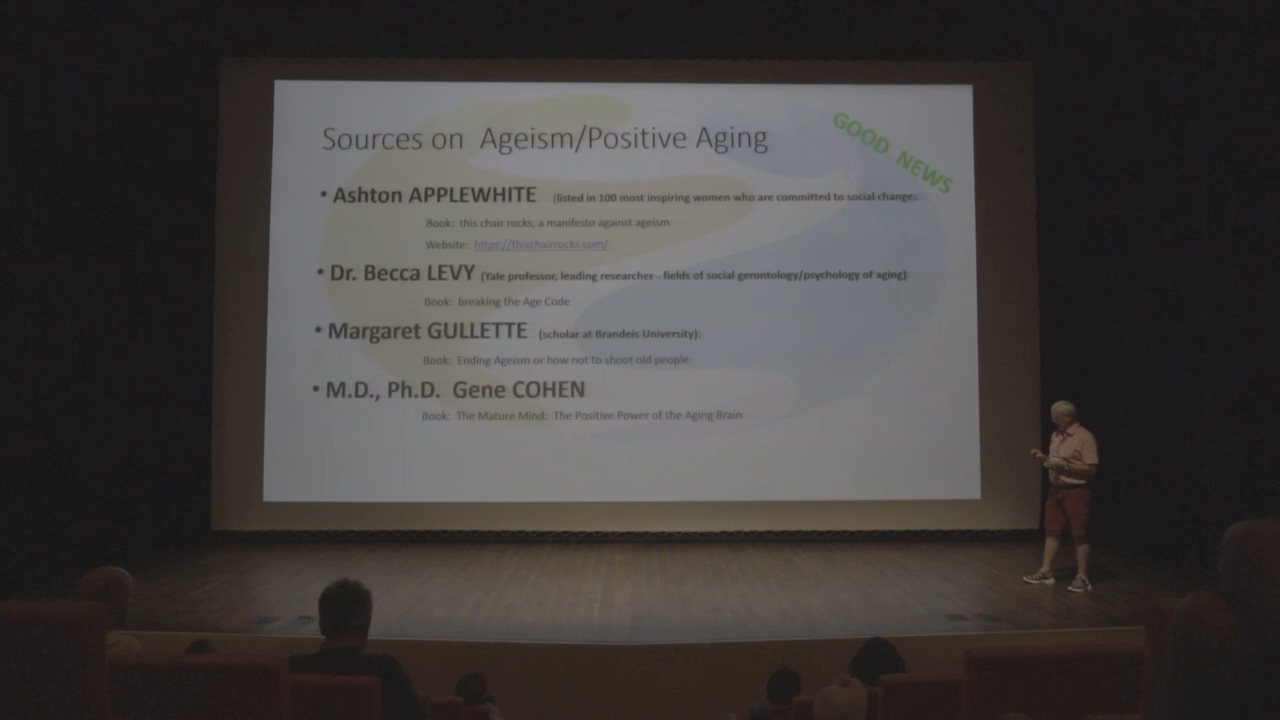 Sources on Ageism/Positive Aging
GOOD NEWS
• Ashton APPLEWHITE (listed in 100 most inspiring women who are committed to social change:
Book: this chair rocks, a manifesto against ageism
Website: https://thischairrocks.com/
• Dr. Becca LEVY (Yale professor, leading researcher - fields of social gerontology/psychology of aging):
Book: breaking the Age Code
• Margaret GULLETTE (scholar at Brandeis University):
Book: Ending Ageism or how not to shoot old people
• M.D., Ph.D. Gene COHEN
Book: The Mature Mind: The Positive Power of the Aging Brain